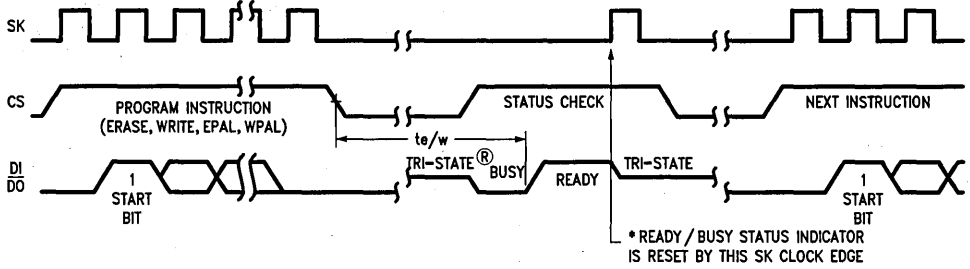 SK
CS
PROGRAM INSTRUCTION
(ERASE, WRITE, EPAL, WPAL)
STATUS CHECK
NEXT INSTRUCTION
te/w
DI
DO
1
START
BIT
TRI-STATE®
BUSY
READY
TRI-STATE
1
START
BIT
* READY / BUSY STATUS INDICATOR
IS RESET BY THIS SK CLOCK EDGE